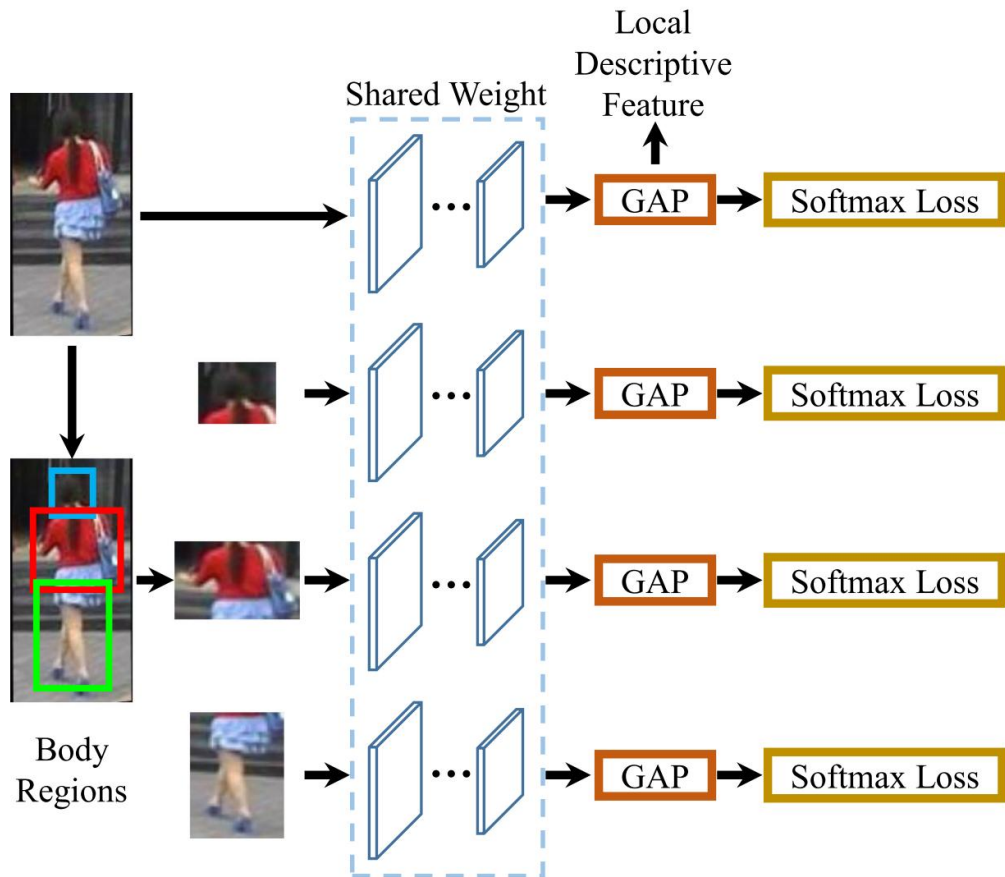 Local
Descriptive
Feature
Shared Weight
GAP
Softmax Loss
GAP
Softmax Loss
GAP
Softmax Loss
GAP
Softmax Loss
Body
Regions